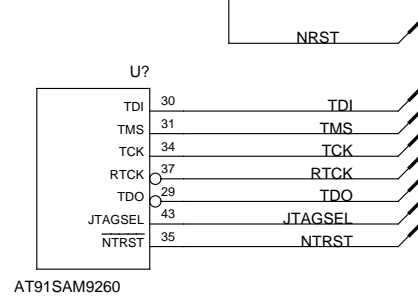 NRST
U?
TDI 30 TDI
TMS 31 TMS
TCK 34 TCK
RTCK 37 RTCK
TDO 29 TDO
JTAGSEL 43 JTAGSEL
NTRST 35 NTRST
AT91SAM9260